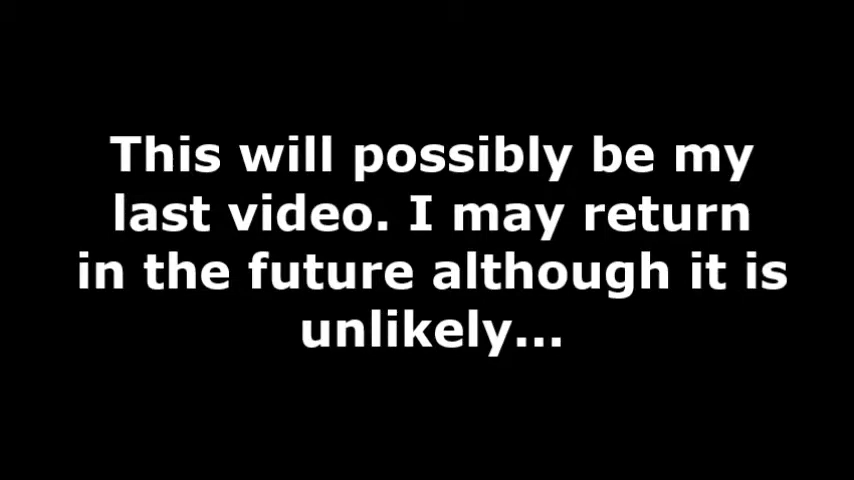 This will possibly be my
last video. I may return
in the future although it is
unlikely...